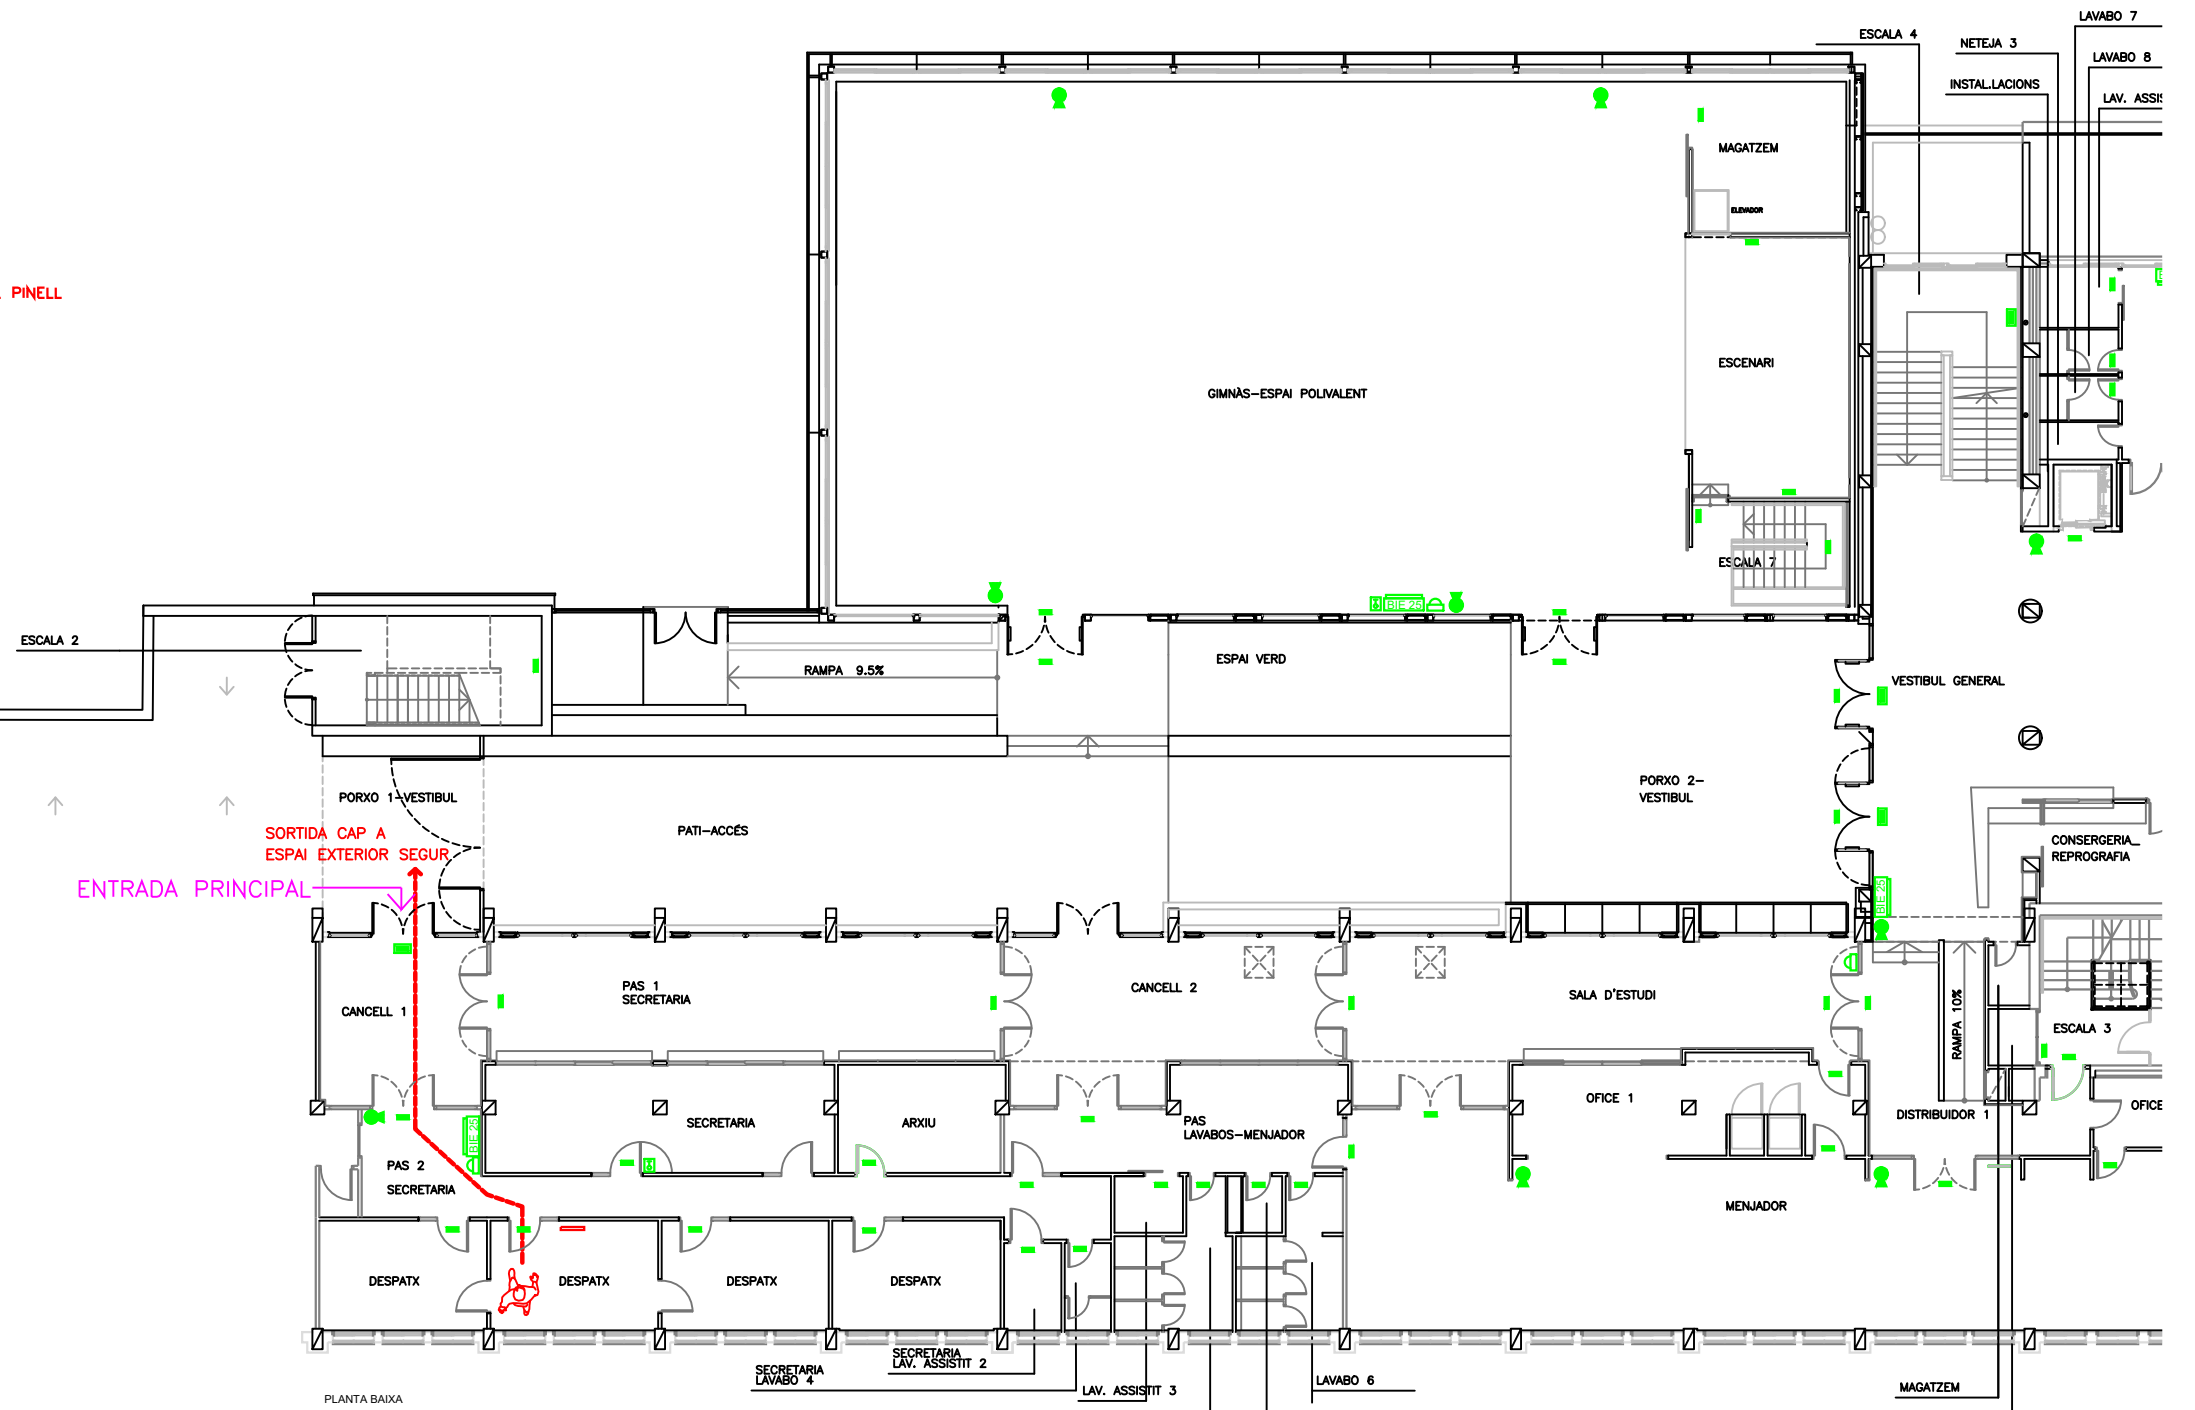 LAVABO 7
ESCALA 4
NETEJA 3
LAVABO 8
INSTAL.LACIONS
LAV. ASSIS
MAGATZEM
ELEVADOR
PINELL
ESCENARI
GIMNÀS-ESPAI POLIVALENT
ESCALA 7
BIE 25
ESCALA 2
ESPAI VERD
RAMPA 9.5%
VESTIBUL GENERAL
PORXO 1-VESTIBUL
PORXO 2-
VESTIBUL
PATI-ACCÉS
SORTIDA CAP A
ESPAI EXTERIOR SEGUR
CONSERGERIA_
REPROGRAFIA
ENTRADA PRINCIPAL
BIE 25
PAS 1
SECRETARIA
CANCELL 2
SALA D'ESTUDI
CANCELL 1
RAMPA 10%
ESCALA 3
OFICE 1
OFICE
DISTRIBUIDOR 1
SECRETARIA
ARXIU
PAS
LAVABOS-MENJADOR
BIE 25
PAS 2
SECRETARIA
MENJADOR
DESPATX
DESPATX
DESPATX
DESPATX
SECRETARIA
LAV. ASSISTIT 2
SECRETARIA
LAVABO 4
LAV. ASSISTIT 3
LAVABO 6
MAGATZEM
PLANTA BAIXA